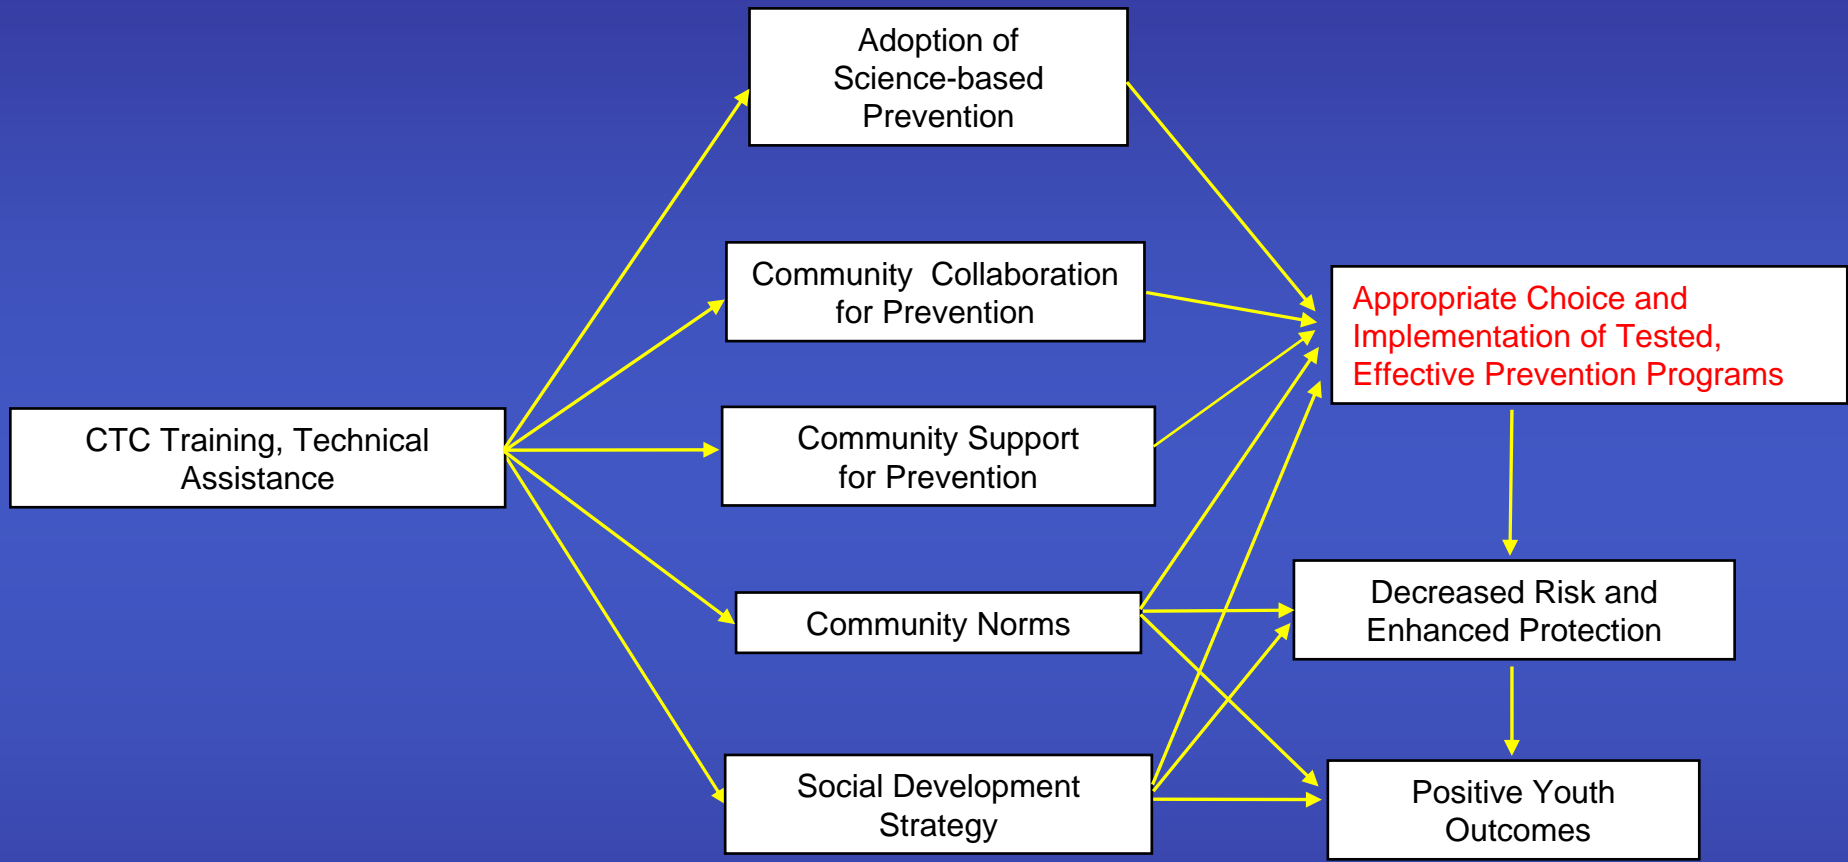 Adoption of
Science-based
Prevention
Community  Collaboration
for Prevention
Appropriate Choice and
Implementation of Tested,
Effective Prevention Programs
CTC Training, Technical
Assistance
Community Support
for Prevention
Community Norms
Decreased Risk and
Enhanced Protection
Social Development
Strategy
Positive Youth
Outcomes